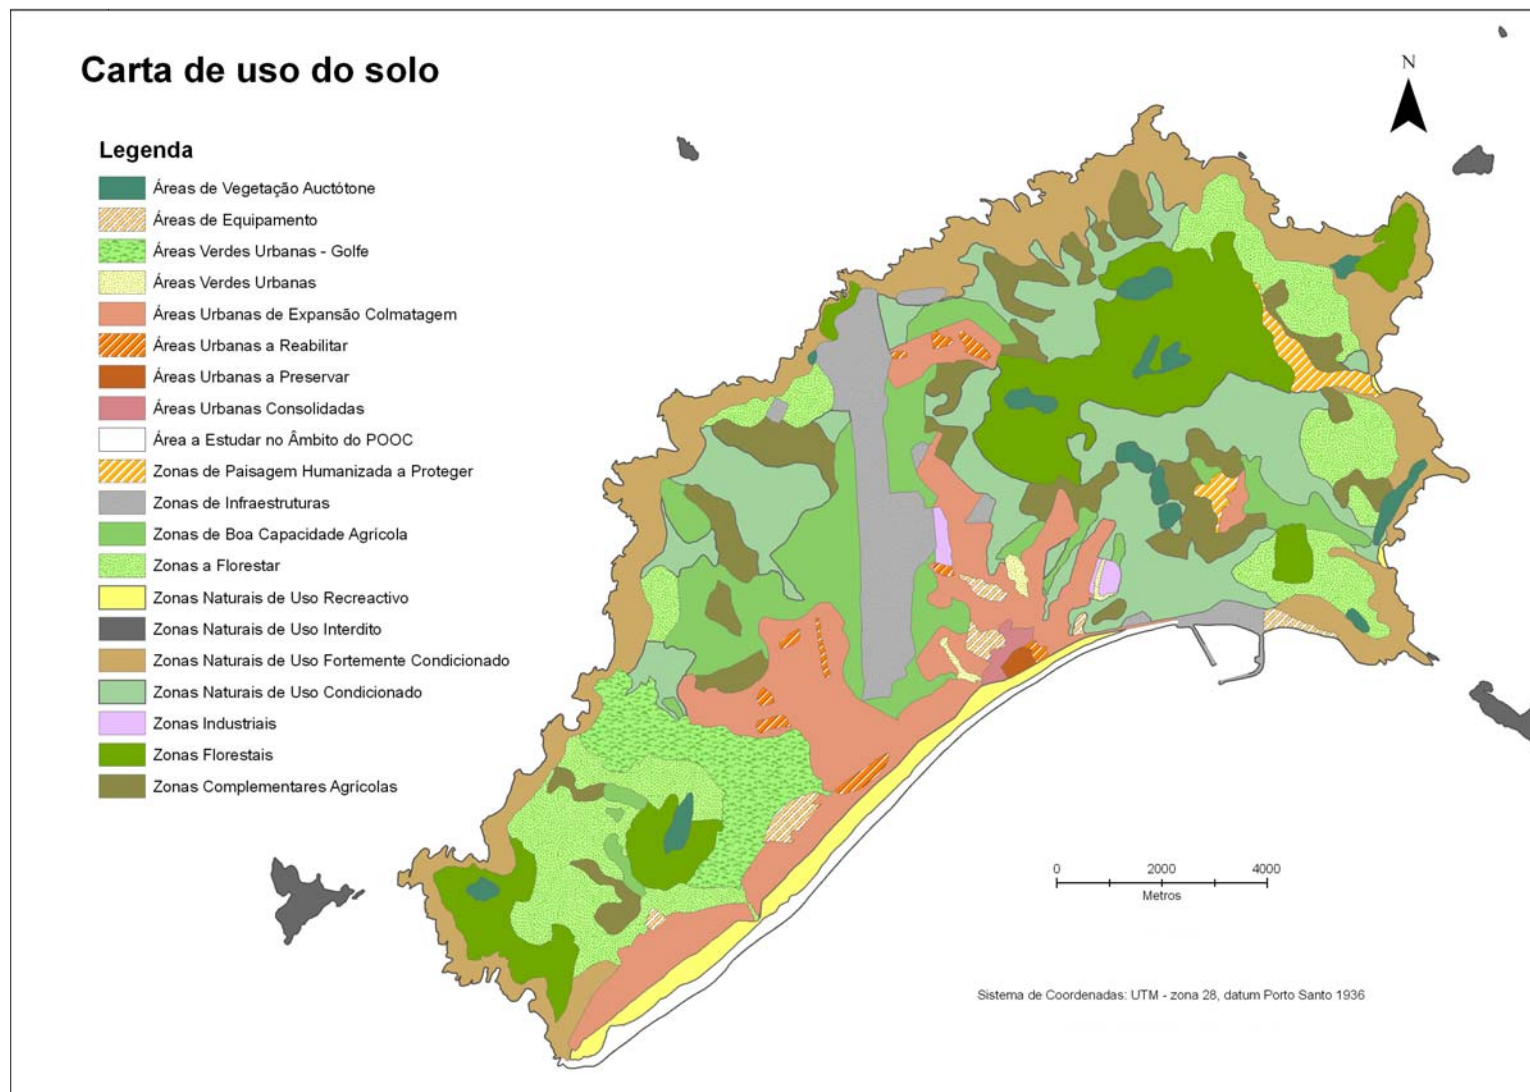 Carta de uso do solo
N
Legenda
Áreas de Vegetação Auctótone
Áreas de Equipamento
Áreas Verdes Urbanas - Golfe
Áreas Verdes Urbanas
Áreas Urbanas de Expansão Colmatagem
Áreas Urbanas a Reabilitar
Áreas Urbanas a Preservar
Áreas Urbanas Consolidadas
Área a Estudar no Âmbito do POOC
Zonas de Paisagem Humanizada a Proteger
Zonas de Infraestruturas
Zonas de Boa Capacidade Agrícola
Zonas a Florestar
Zonas Naturais de Uso Recreactivo
Zonas Naturais de Uso Interdito
Zonas Naturais de Uso Fortemente Condicionado
Zonas Naturais de Uso Condicionado
Zonas Industriais
Zonas Florestais
Zonas Complementares Agrícolas
0 2000 4000
Metros
Sistema de Coordenadas: UTM - zona 28, datum Porto Santo 1936